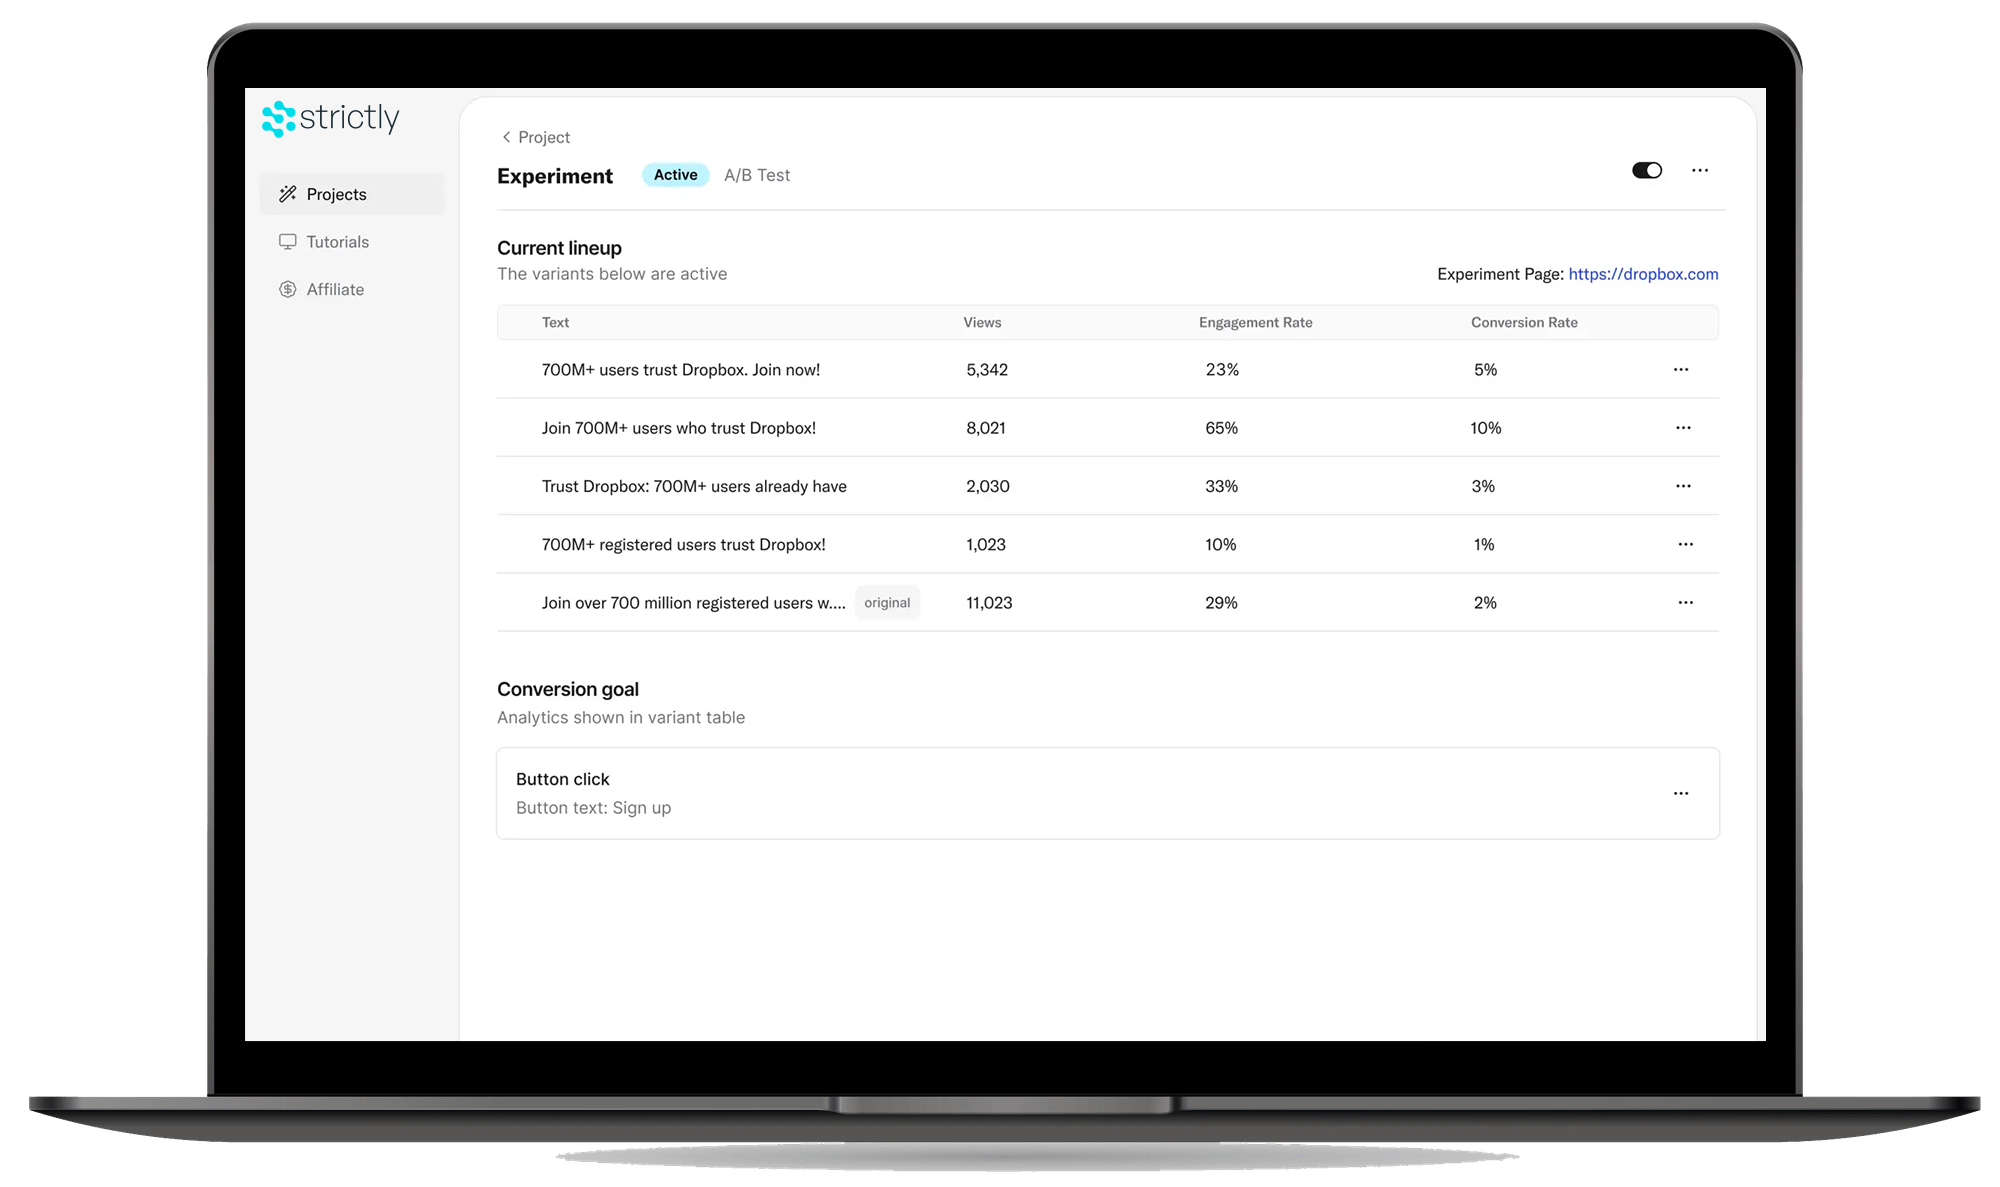 strictly
Projects
Tutorials
Affiliate
Project
Experiment Active A/B Test
Current lineup
The variants below are active
Experiment Page: https://dropbox.com
Text Views Engagement Rate Conversion Rate
700M+ users trust Dropbox. Join now! 5,342 23% 5%
Join 700M+ users who trust Dropbox! 8,021 65% 10%
Trust Dropbox: 700M+ users already have 2,030 33% 3%
700M+ registered users trust Dropbox! 1,023 10% 1%
Join over 700 million registered users w.... original 11,023 29% 2%
Conversion goal
Analytics shown in variant table
Button click
Button text: Sign up